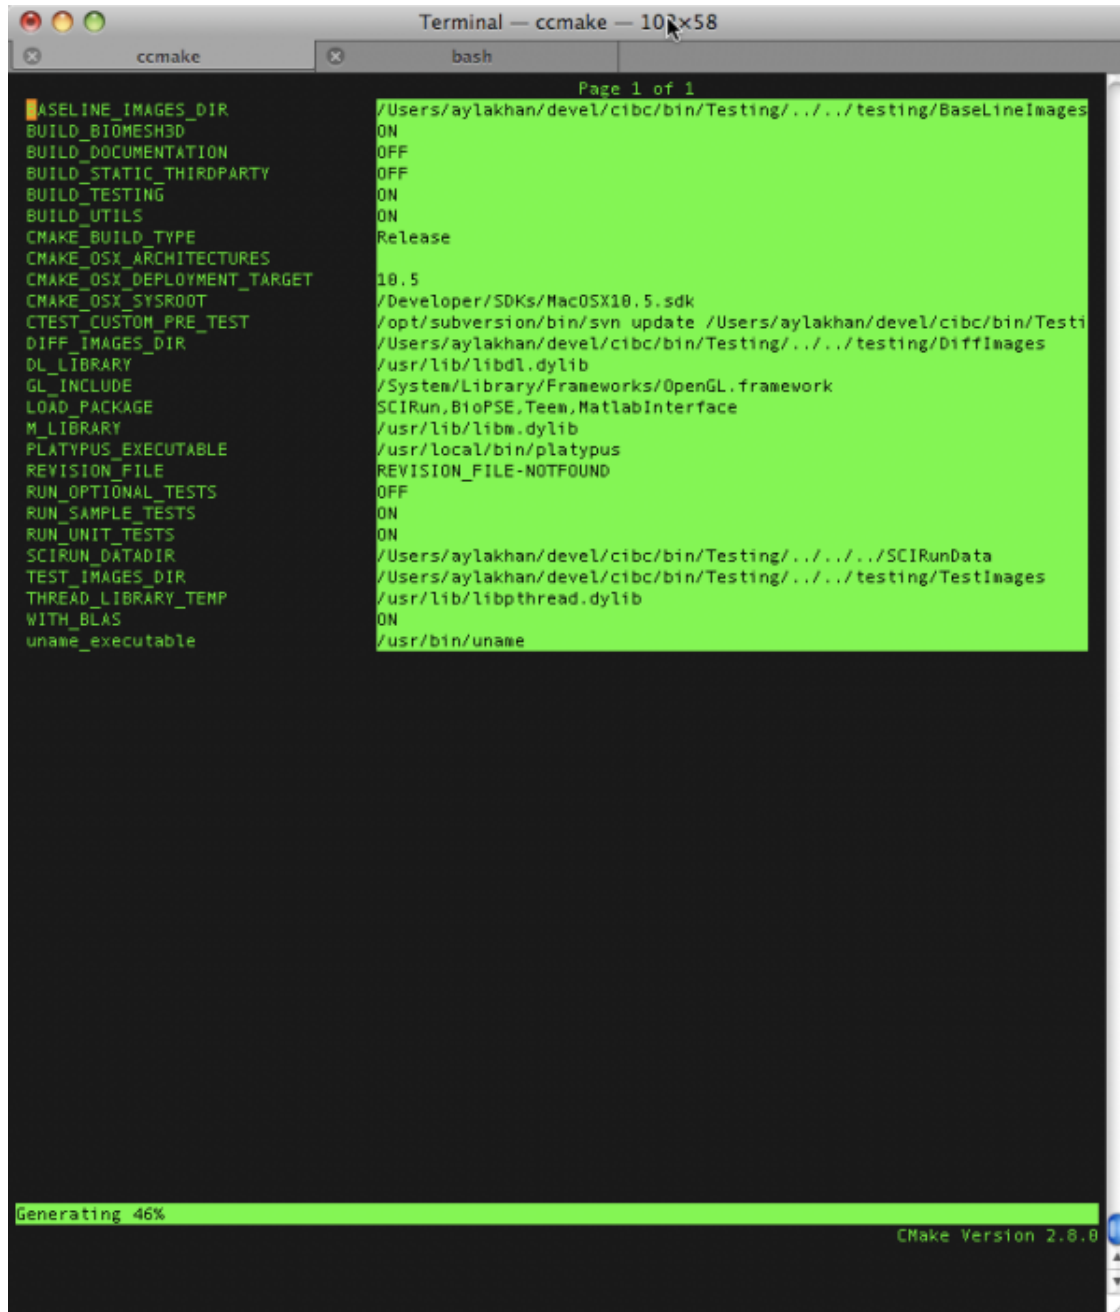 Terminal — ccmake — 102×58
ccmake bash
Page 1 of 1
BASELINE_IMAGES_DIR /Users/aylakhan/devel/cibc/bin/Testing/../../testing/BaseLineImages
BUILD_BIOMESH3D ON
BUILD_DOCUMENTATION OFF
BUILD_STATIC_THIRDPARTY OFF
BUILD_TESTING ON
BUILD_UTILS ON
CMAKE_BUILD_TYPE Release
CMAKE_OSX_ARCHITECTURES
CMAKE_OSX_DEPLOYMENT_TARGET 10.5
CMAKE_OSX_SYSROOT /Developer/SDKs/MacOSX10.5.sdk
CTEST_CUSTOM_PRE_TEST /opt/subversion/bin/svn update /Users/aylakhan/devel/cibc/bin/Testi
DIFF_IMAGES_DIR /Users/aylakhan/devel/cibc/bin/Testing/../../testing/DiffImages
DL_LIBRARY /usr/lib/libdl.dylib
GL_INCLUDE /System/Library/Frameworks/OpenGL.framework
LOAD_PACKAGE SCIRun,BioPSE,Teem,MatlabInterface
M_LIBRARY /usr/lib/libm.dylib
PLATYPUS_EXECUTABLE /usr/local/bin/platypus
REVISION_FILE REVISION_FILE-NOTFOUND
RUN_OPTIONAL_TESTS OFF
RUN_SAMPLE_TESTS ON
RUN_UNIT_TESTS ON
SCIRUN_DATADIR /Users/aylakhan/devel/cibc/bin/Testing/../../../SCIRunData
TEST_IMAGES_DIR /Users/aylakhan/devel/cibc/bin/Testing/../../testing/TestImages
THREAD_LIBRARY_TEMP /usr/lib/libpthread.dylib
WITH_BLAS ON
uname_executable /usr/bin/uname
Generating 46%
CMake Version 2.8.0